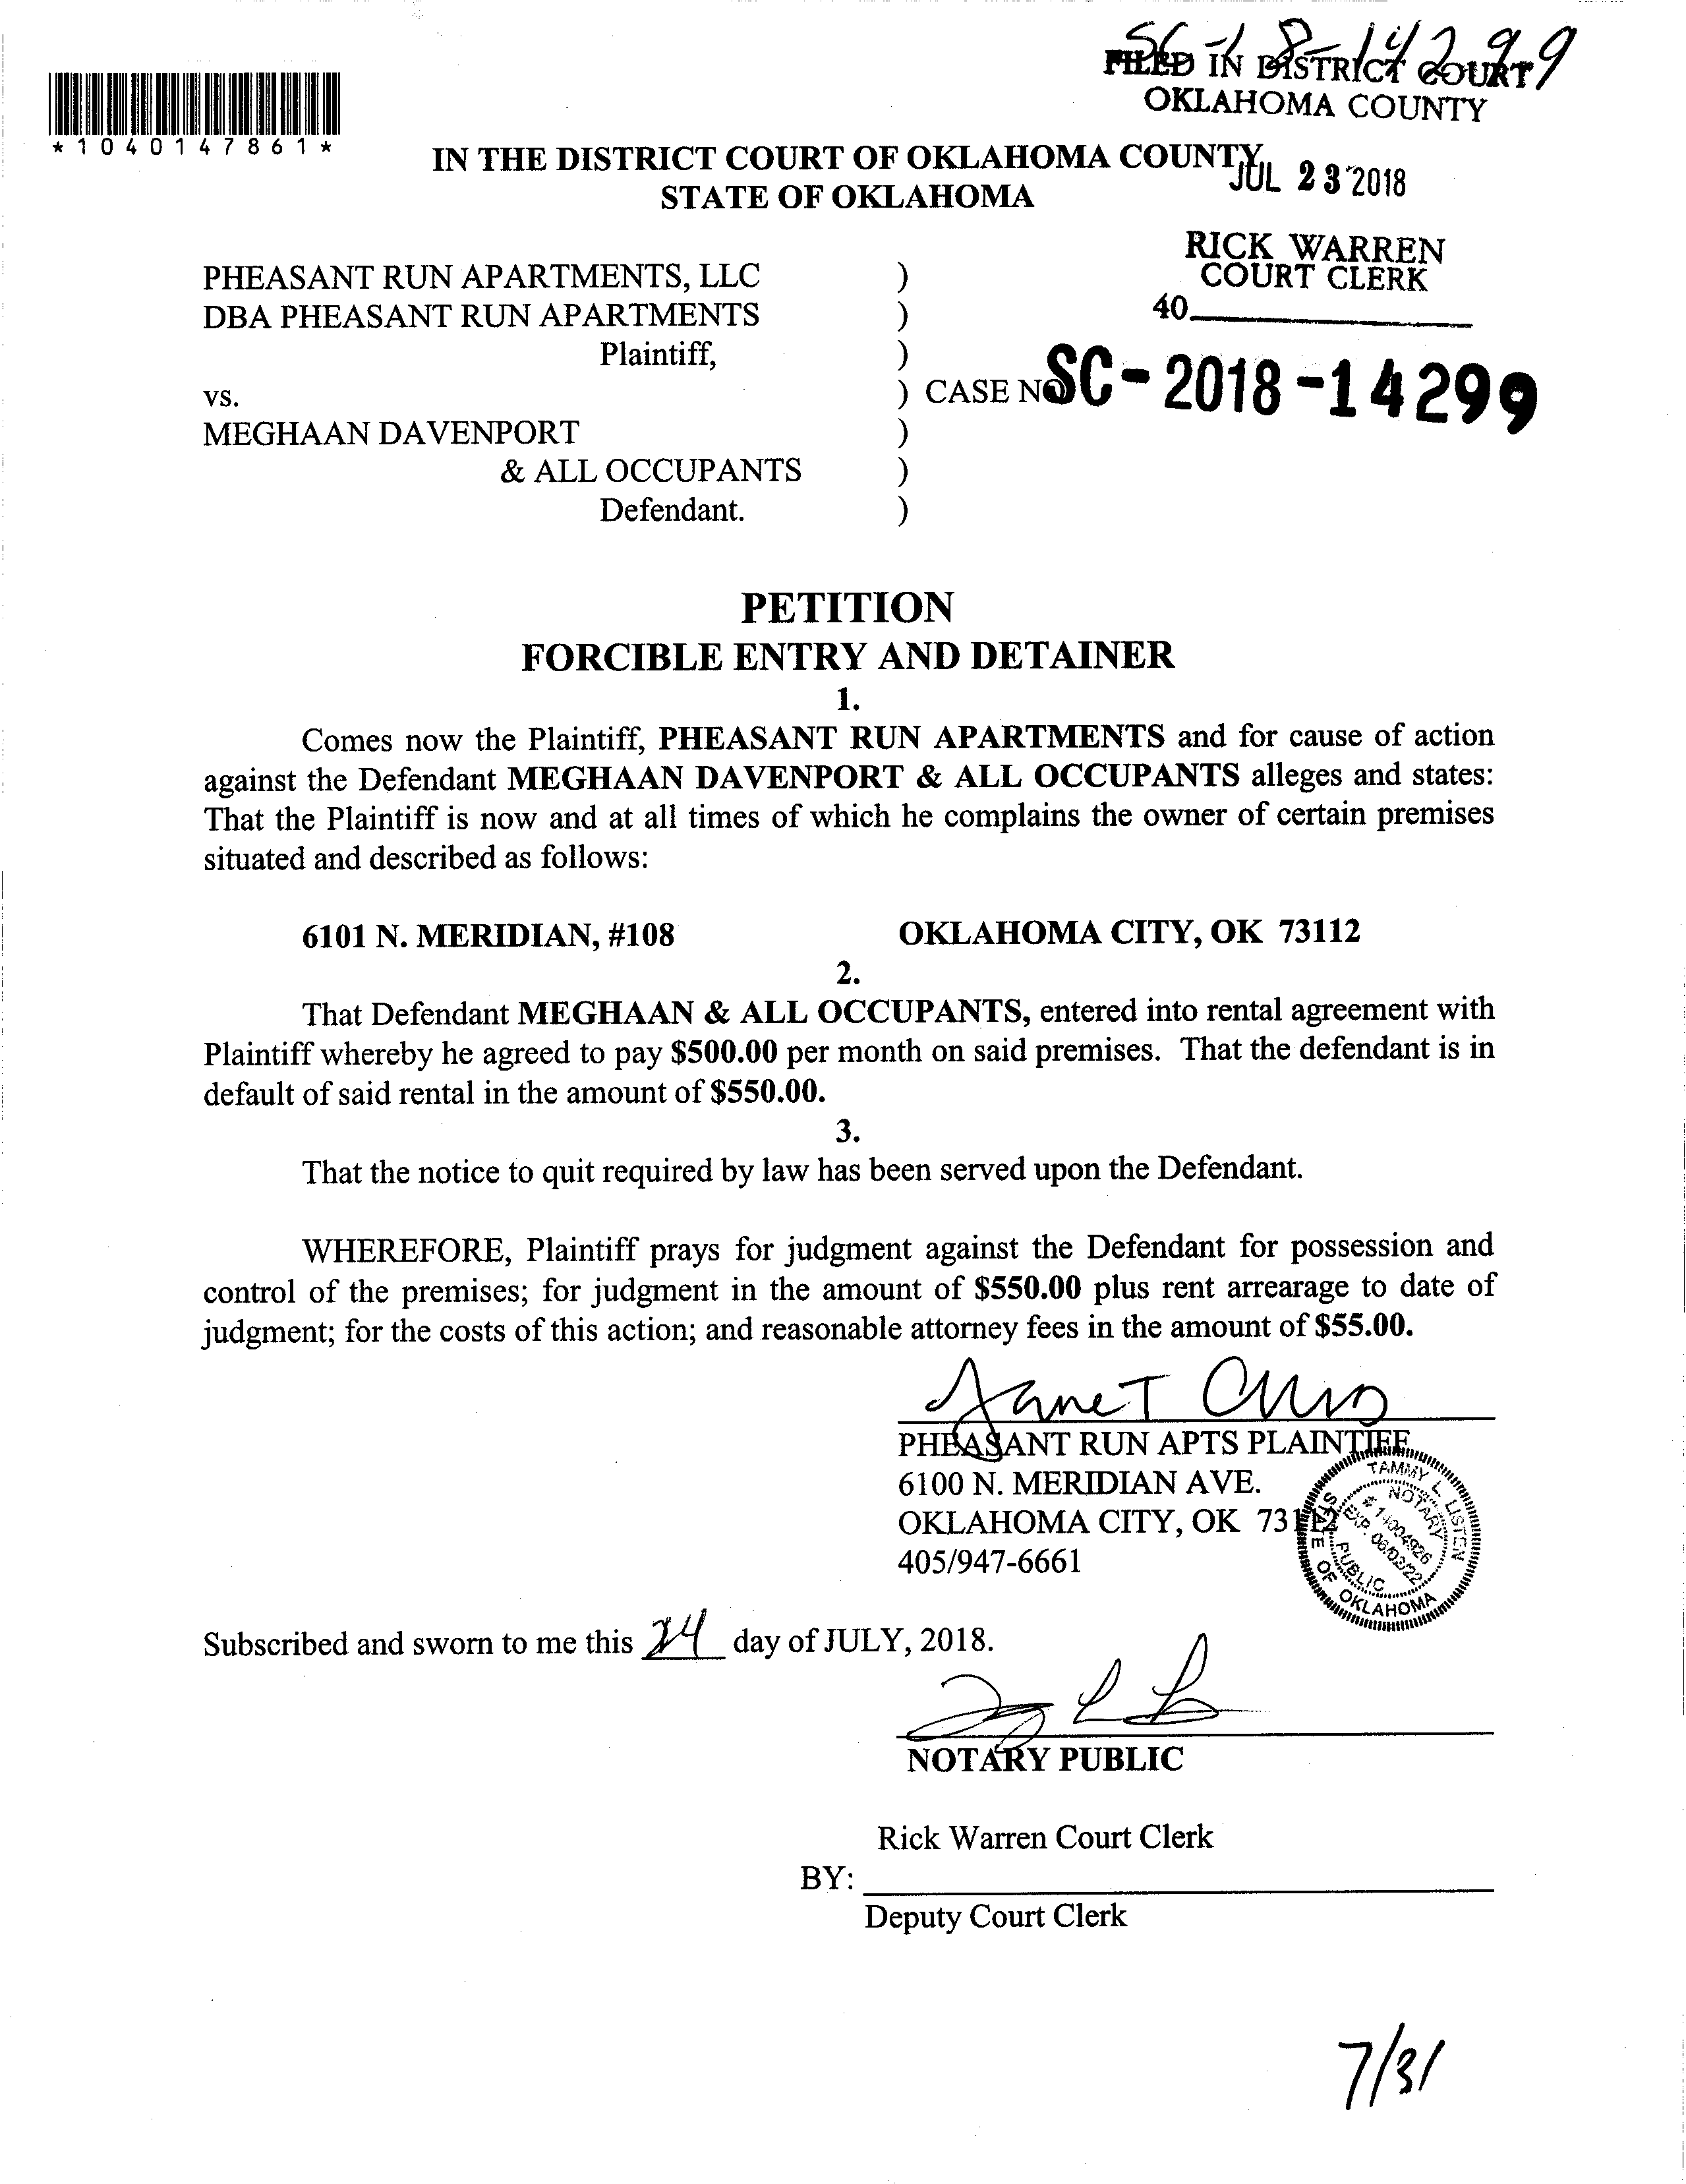 SC-18-14299
FILED IN DISTRICT COURT
OKLAHOMA COUNTY
*1040147861*
IN THE DISTRICT COURT OF OKLAHOMA COUNTY
JUL 23 2018
STATE OF OKLAHOMA
RICK WARREN
COURT CLERK
40
PHEASANT RUN APARTMENTS, LLC )
DBA PHEASANT RUN APARTMENTS )
Plaintiff, )
vs. ) CASE NO SC-2018-14299
MEGHAAN DAVENPORT )
& ALL OCCUPANTS )
Defendant. )
PETITION
FORCIBLE ENTRY AND DETAINER
1.
Comes now the Plaintiff, PHEASANT RUN APARTMENTS and for cause of action
against the Defendant MEGHAAN DAVENPORT & ALL OCCUPANTS alleges and states:
That the Plaintiff is now and at all times of which he complains the owner of certain premises
situated and described as follows:
6101 N. MERIDIAN, #108 OKLAHOMA CITY, OK 73112
2.
That Defendant MEGHAAN & ALL OCCUPANTS, entered into rental agreement with
Plaintiff whereby he agreed to pay $500.00 per month on said premises. That the defendant is in
default of said rental in the amount of $550.00.
3.
That the notice to quit required by law has been served upon the Defendant.
WHEREFORE, Plaintiff prays for judgment against the Defendant for possession and
control of the premises; for judgment in the amount of $550.00 plus rent arrearage to date of
judgment; for the costs of this action; and reasonable attorney fees in the amount of $55.00.
Janet
PHEASANT RUN APTS PLAINTIFF
6100 N. MERIDIAN AVE.
OKLAHOMA CITY, OK 73112
405/947-6661
TAMMY L. LISTEN
NOTARY PUBLIC
# 14004926
EXP. 06/02/22
STATE OF OKLAHOMA
Subscribed and sworn to me this 24 day of JULY, 2018.
NOTARY PUBLIC
Rick Warren Court Clerk
BY:
Deputy Court Clerk
7/31